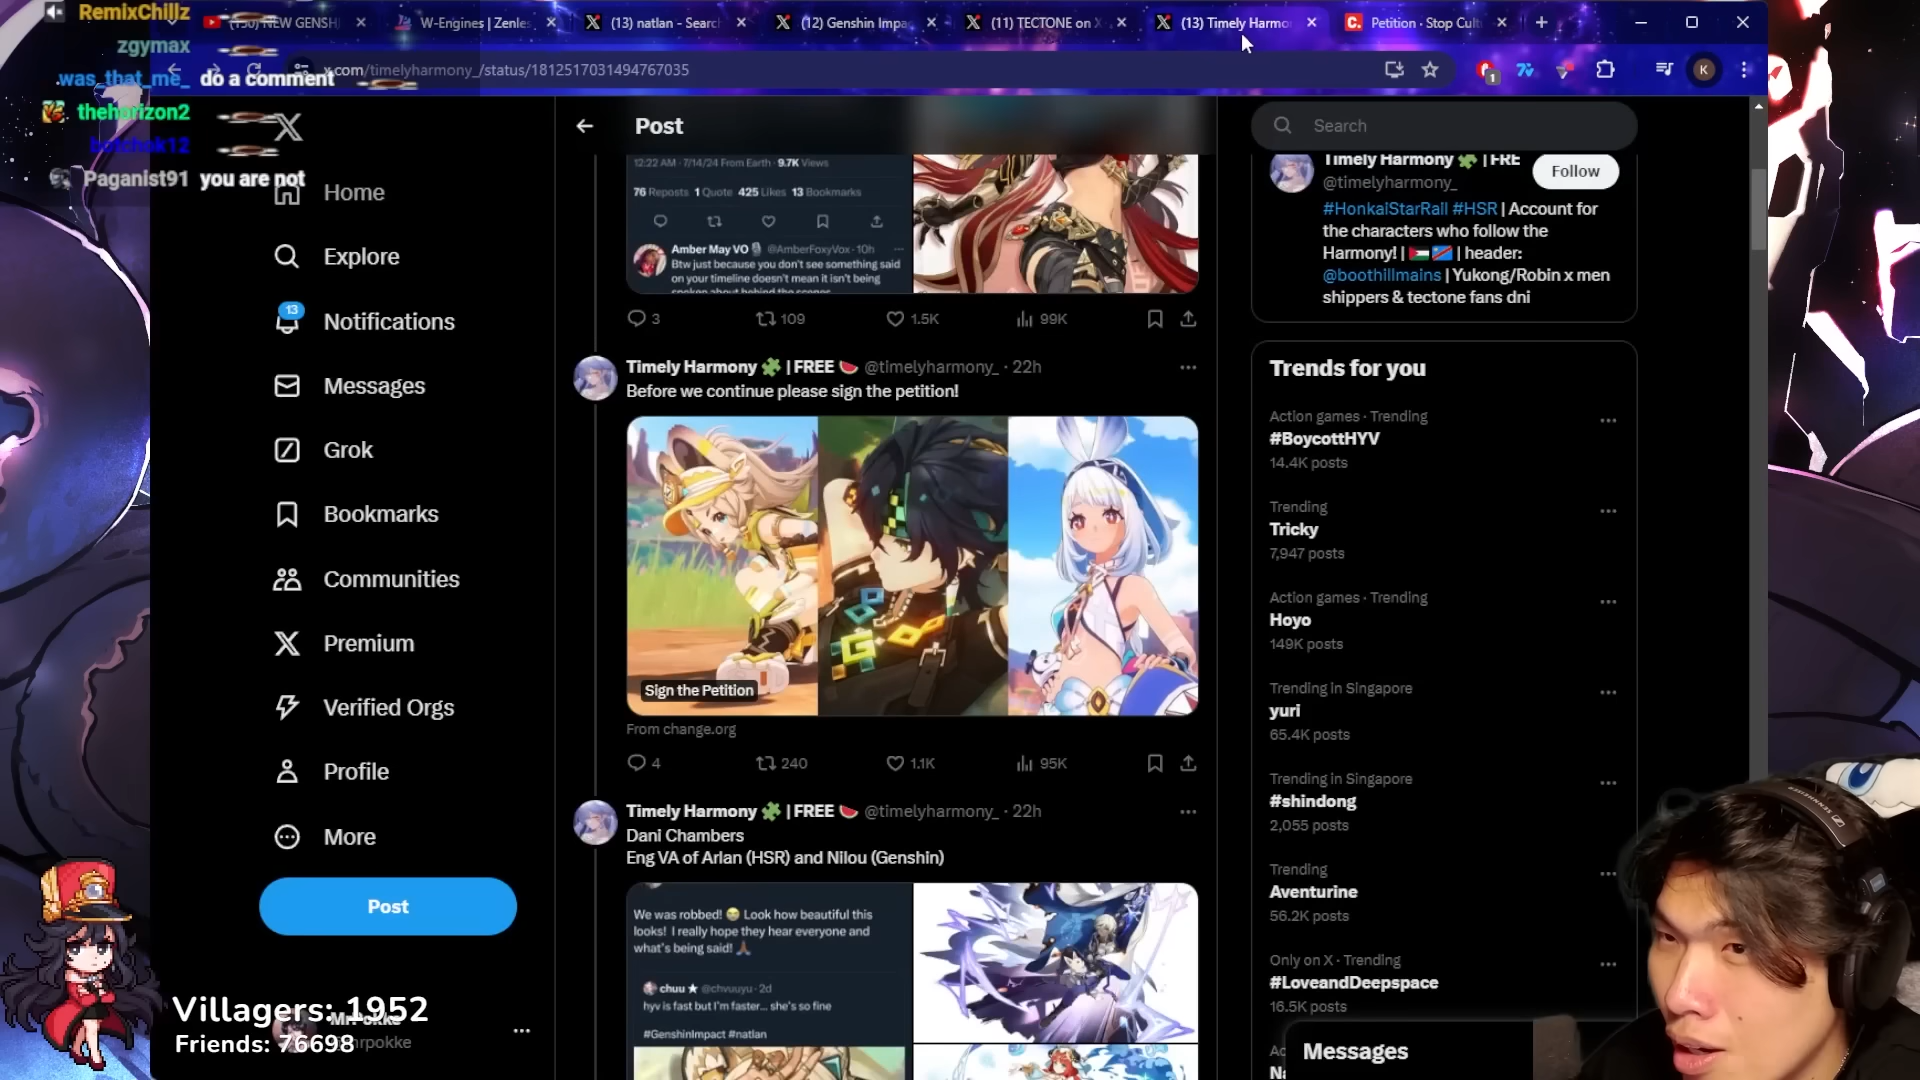 RemixChillz
zgymax
.was_that_me_ do a comment
thehorizon2
botchok12
Paganist91 you are not
NEW GENSH
W-Engines | Zenles
(13) natlan - Search
(12) Genshin Impa
(11) TECTONE on X
(13) Timely Harmo
Petition · Stop Cult
x.com/timelyharmony_/status/1812517031494767035
1
K
Home
Explore
13
Notifications
Messages
Grok
Bookmarks
Communities
Premium
Verified Orgs
Profile
More
Post
Villagers: 1952
MrPokke
Friends: 76698
mrpokke
Post
12:22 AM · 7/14/24 From Earth · 9.7K Views
76 Reposts 1 Quote 425 Likes 13 Bookmarks
Amber May VO @AmberFoxyVox · 10h
Btw just because you don't see something said
on your timeline doesn't mean it isn't being
spoken about behind the scenes
3 109 1.5K 99K
Timely Harmony | FREE @timelyharmony_ · 22h
Before we continue please sign the petition!
Sign the Petition
From change.org
4 240 1.1K 95K
Timely Harmony | FREE @timelyharmony_ · 22h
Dani Chambers
Eng VA of Arlan (HSR) and Nilou (Genshin)
We was robbed! Look how beautiful this
looks! I really hope they hear everyone and
what's being said!
chuu ★ @chvuuyu · 2d
hyv is fast but I'm faster... she's so fine
#GenshinImpact #natlan
Search
Timely Harmony | FRE
@timelyharmony_
Follow
#HonkaiStarRail #HSR | Account for
the characters who follow the
Harmony! | | header:
@boothillmains | Yukong/Robin x men
shippers & tectone fans dni
Trends for you
Action games · Trending
#BoycottHYV
14.4K posts
Trending
Tricky
7,947 posts
Action games · Trending
Hoyo
149K posts
Trending in Singapore
yuri
65.4K posts
Trending in Singapore
#shindong
2,055 posts
Trending
Aventurine
56.2K posts
Only on X · Trending
#LoveandDeepspace
16.5K posts
Messages